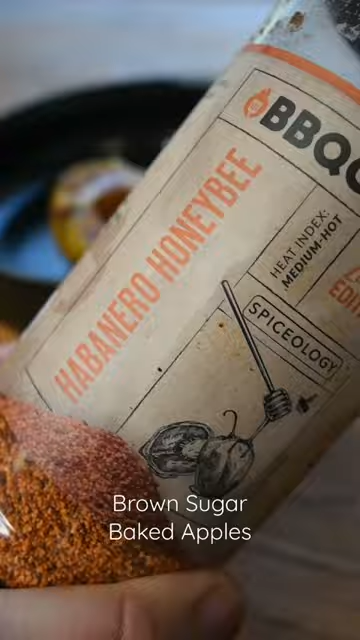 BBQ
HABANERO HONEYBEE
HEAT INDEX:
MEDIUM-HOT
SPICEOLOGY
Brown Sugar
Baked Apples